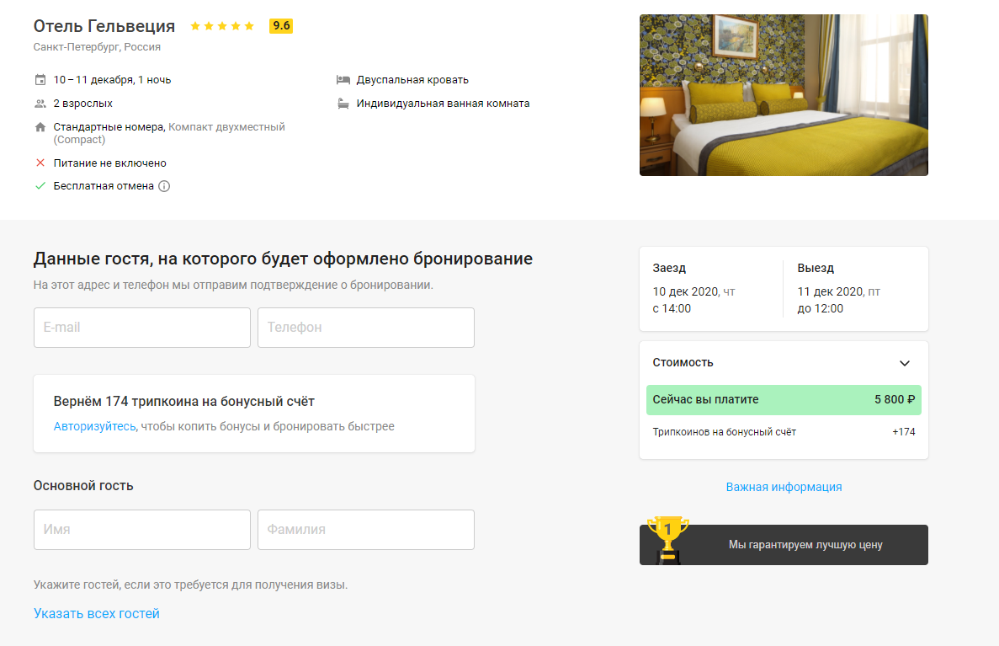 Отель Гельвеция 9.6
Санкт-Петербург, Россия
10 – 11 декабря, 1 ночь
2 взрослых
Стандартные номера, Компакт двухместный
(Compact)
Питание не включено
Бесплатная отмена
Двуспальная кровать
Индивидуальная ванная комната
Данные гостя, на которого будет оформлено бронирование
На этот адрес и телефон мы отправим подтверждение о бронировании.
E-mail
Телефон
Вернём 174 трипкоина на бонусный счёт
Авторизуйтесь, чтобы копить бонусы и бронировать быстрее
Основной гость
Имя
Фамилия
Укажите гостей, если это требуется для получения визы.
Указать всех гостей
Заезд
10 дек 2020, чт
с 14:00
Выезд
11 дек 2020, пт
до 12:00
Стоимость
Сейчас вы платите 5 800 ₽
Трипкоинов на бонусный счёт +174
Важная информация
1
Мы гарантируем лучшую цену